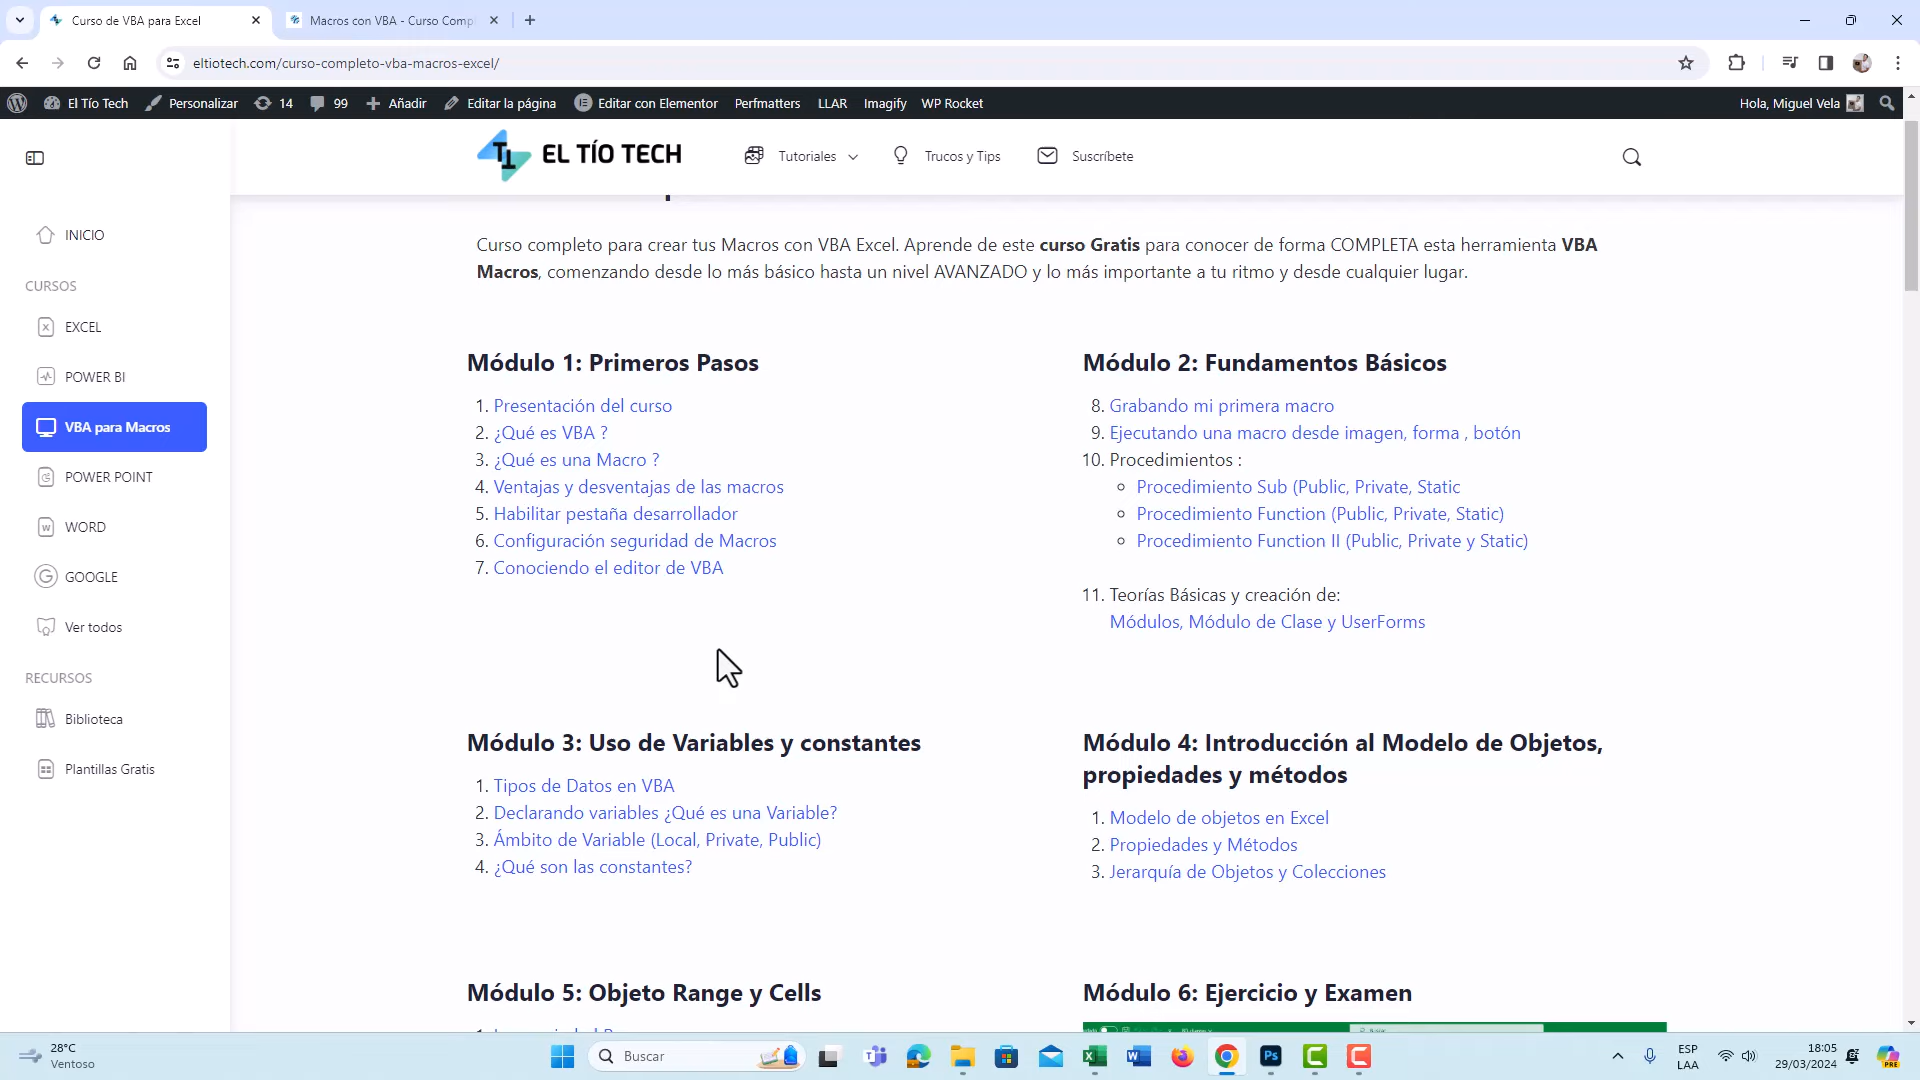 Curso de VBA para Excel
Macros con VBA - Curso Comp
eltiotech.com/curso-completo-vba-macros-excel/
El Tío Tech
Personalizar
14
99
Añadir
Editar la página
Editar con Elementor
Perfmatters
LLAR
Imagify
WP Rocket
Hola, Miguel Vela
EL TÍO TECH
Tutoriales
Trucos y Tips
Suscríbete
INICIO
CURSOS
EXCEL
POWER BI
VBA para Macros
POWER POINT
WORD
GOOGLE
Ver todos
RECURSOS
Biblioteca
Plantillas Gratis
Curso completo para crear tus Macros con VBA Excel. Aprende de este curso Gratis para conocer de forma COMPLETA esta herramienta VBA
Macros, comenzando desde lo más básico hasta un nivel AVANZADO y lo más importante a tu ritmo y desde cualquier lugar.
Módulo 1: Primeros Pasos
1. Presentación del curso
2. ¿Qué es VBA ?
3. ¿Qué es una Macro ?
4. Ventajas y desventajas de las macros
5. Habilitar pestaña desarrollador
6. Configuración seguridad de Macros
7. Conociendo el editor de VBA
Módulo 2: Fundamentos Básicos
8. Grabando mi primera macro
9. Ejecutando una macro desde imagen, forma , botón
10. Procedimientos :
Procedimiento Sub (Public, Private, Static
Procedimiento Function (Public, Private, Static)
Procedimiento Function II (Public, Private y Static)
11. Teorías Básicas y creación de:
Módulos, Módulo de Clase y UserForms
Módulo 3: Uso de Variables y constantes
1. Tipos de Datos en VBA
2. Declarando variables ¿Qué es una Variable?
3. Ámbito de Variable (Local, Private, Public)
4. ¿Qué son las constantes?
Módulo 4: Introducción al Modelo de Objetos,
propiedades y métodos
1. Modelo de objetos en Excel
2. Propiedades y Métodos
3. Jerarquía de Objetos y Colecciones
Módulo 5: Objeto Range y Cells
Módulo 6: Ejercicio y Examen
28°C
Ventoso
Buscar
ESP
LAA
18:05
29/03/2024